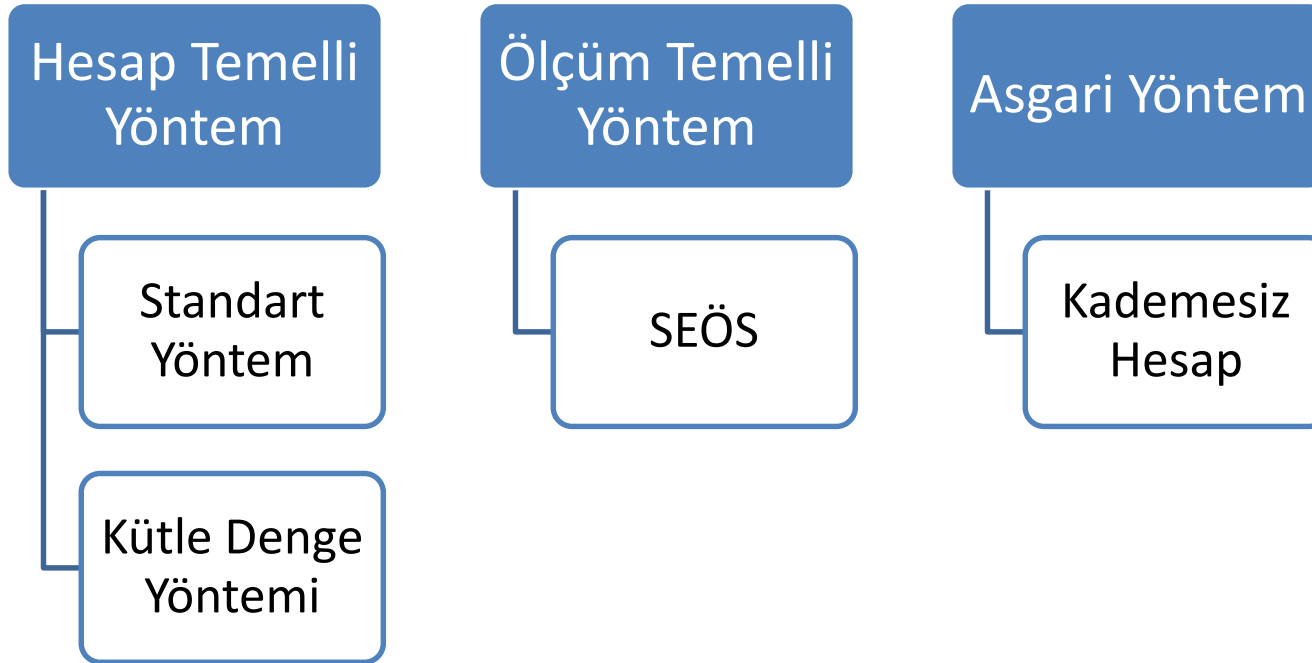 Hesap Temelli
Yöntem
Standart
Yöntem
Kütle Denge
Yöntemi
Ölçüm Temelli
Yöntem
SEÖS
Asgari Yöntem
Kademesiz
Hesap